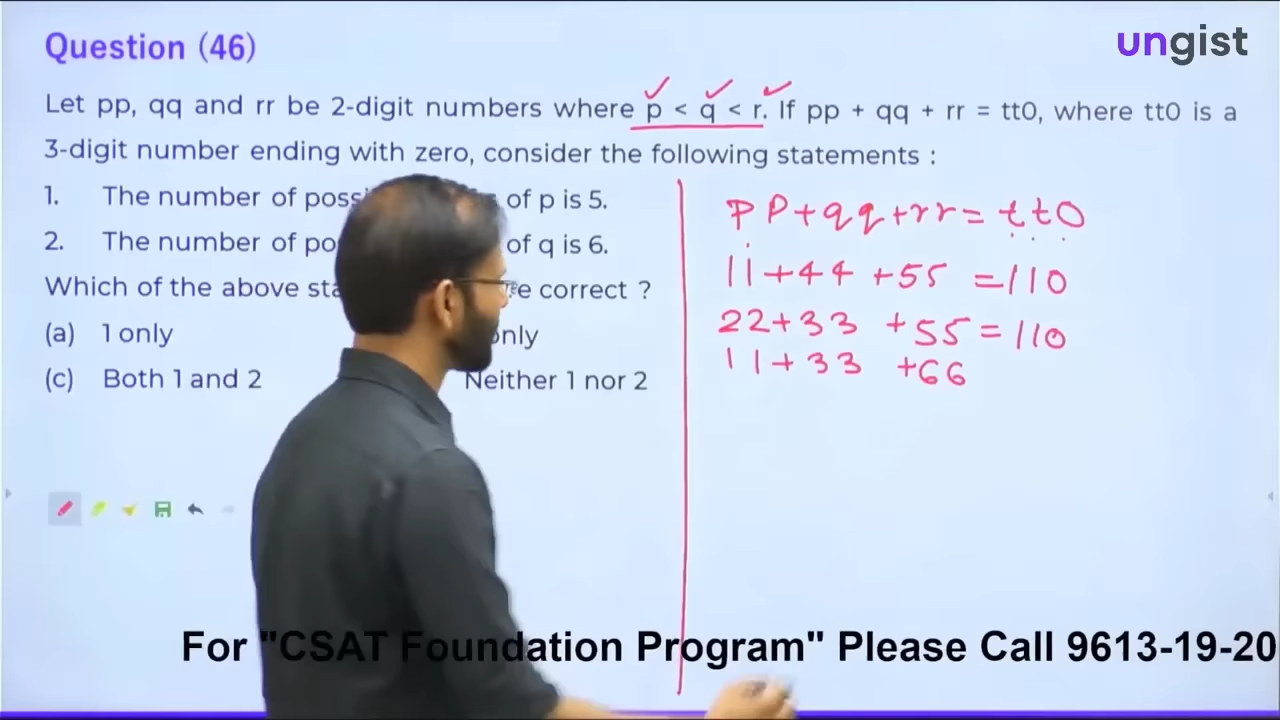 Question (46)
ungist
Let pp, qq and rr be 2-digit numbers where p < q < r. If pp + qq + rr = tt0, where tt0 is a
3-digit number ending with zero, consider the following statements :
1. The number of of p is 5.
2. The number of of q is 6.
Which of the above correct ?
(a) 1 only
(c) Both 1 and 2 Neither 1 nor 2
PP+qq+rr= tt0
11+44 +55 =110
22+33 +55=110
11+33 +66
For "CSAT Foundation Program" Please Call 9613-19-20